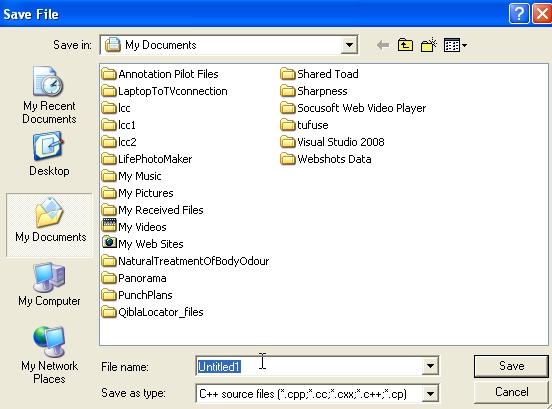 Save File
Save in: My Documents
My Recent
Documents
Desktop
My Documents
My Computer
My Network
Places
Annotation Pilot Files
LaptopToTVconnection
lcc
lcc1
lcc2
LifePhotoMaker
My Music
My Pictures
My Received Files
My Videos
My Web Sites
NaturalTreatmentOfBodyOdour
Panorama
PunchPlans
QiblaLocator_files
Shared Toad
Sharpness
Socusoft Web Video Player
tufuse
Visual Studio 2008
Webshots Data
File name: Untitled1 Save
Save as type: C++ source files (*.cpp;*.cc;*.cxx;*.c++;*.cp) Cancel